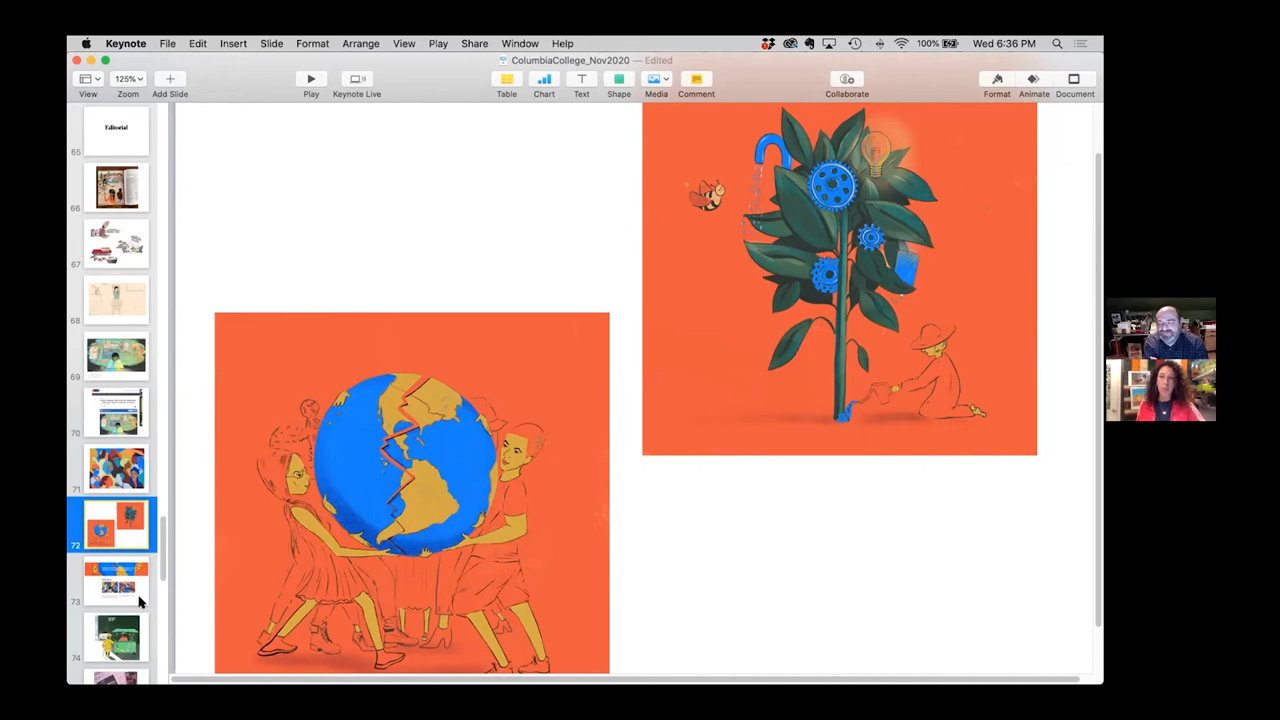 Keynote File Edit Insert Slide Format Arrange View Play Share Window Help 100% Wed 6:36 PM
ColumbiaCollege_Nov2020 — Edited
125%
View Zoom Add Slide Play Keynote Live Table Chart Text Shape Media Comment Collaborate Format Animate Document
Editorial
65
66
67
68
69
70
71
72
73
74